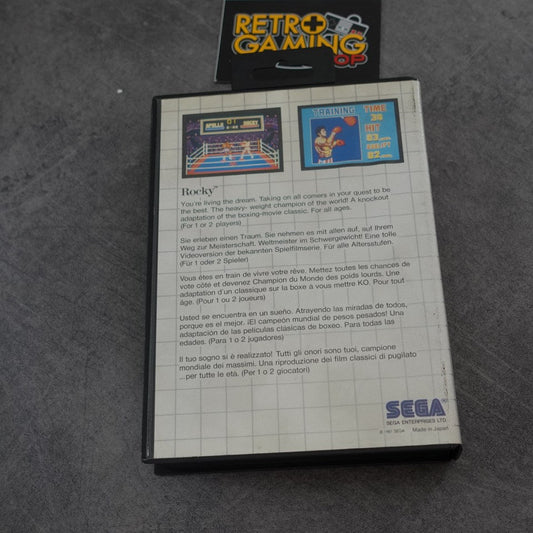 RETRO
GAMING
OP
APOLLO 01 ROCKY
TRAINING
TIME
HIT
Rocky™
You're living the dream. Taking on all comers in your quest to be
the best. The heavy- weight champion of the world! A knockout
adaptation of the boxing-movie classic. For all ages.
(For 1 or 2 players)
Sie erleben einen Traum. Sie nehmen es mit allen auf, auf Ihrem
Weg zur Meisterschaft. Weltmeister im Schwergewicht! Eine tolle
Videoversion der bekannten Spielfilmserie. Für alle Altersstufen.
(Für 1 oder 2 Spieler)
Vous êtes en train de vivre votre rêve. Mettez toutes les chances de
vote côté et devenez Champion du Monde des poids lourds. Une
adaptation d'un classique sur la boxe à vous mettre KO. Pour tout
âge. (Pour 1 ou 2 joueurs)
Usted se encuentra en un sueño. Atrayendo las miradas de todos,
porque es el mejor. ¡El campeón mundial de pesos pesados! Una
adaptación de las películas clásicas de boxeo. Para todas las
edades. (Para 1 o 2 jugadores)
Il tuo sogno si è realizzato! Tutti gli onori sono tuoi, campione
mondiale dei massimi. Una riproduzione dei film classici di pugilato
...per tutte le età. (Per 1 o 2 giocatori)
SEGA
SEGA ENTERPRISES LTD.
© 1987 SEGA Made in Japan